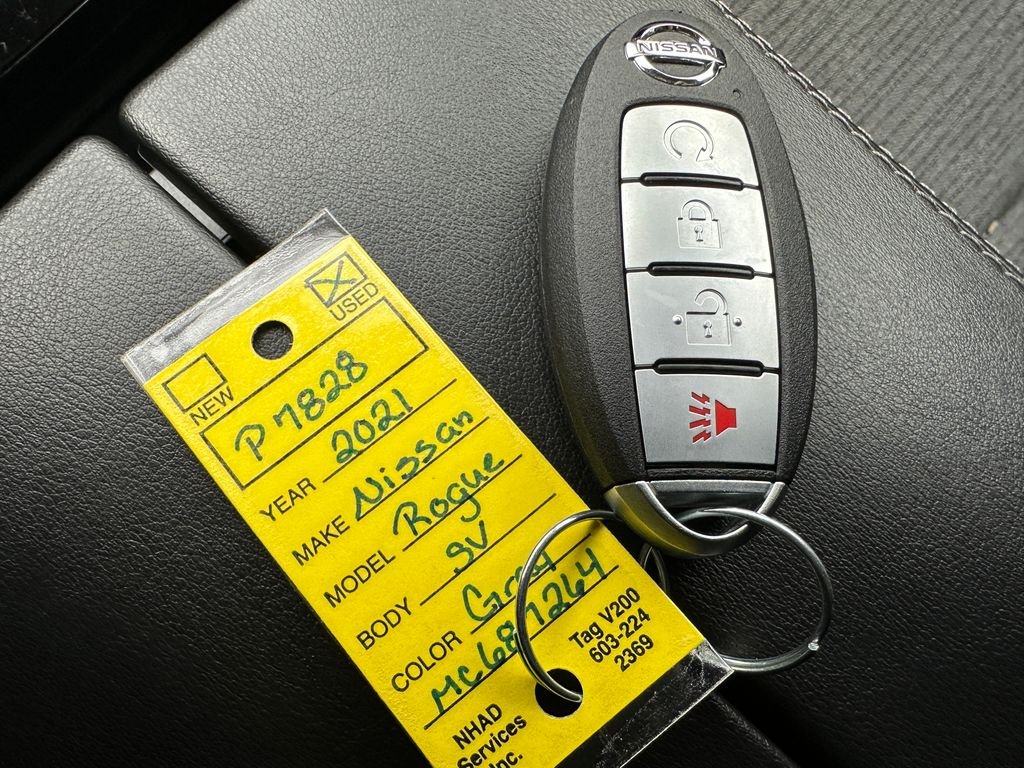 NISSAN
NEW
USED
P7828
YEAR 2021
MAKE Nissan
MODEL Rogue
BODY SV
COLOR Gray
MC687264
Tag V200
603-224
2369
NHAD
Services
Inc.